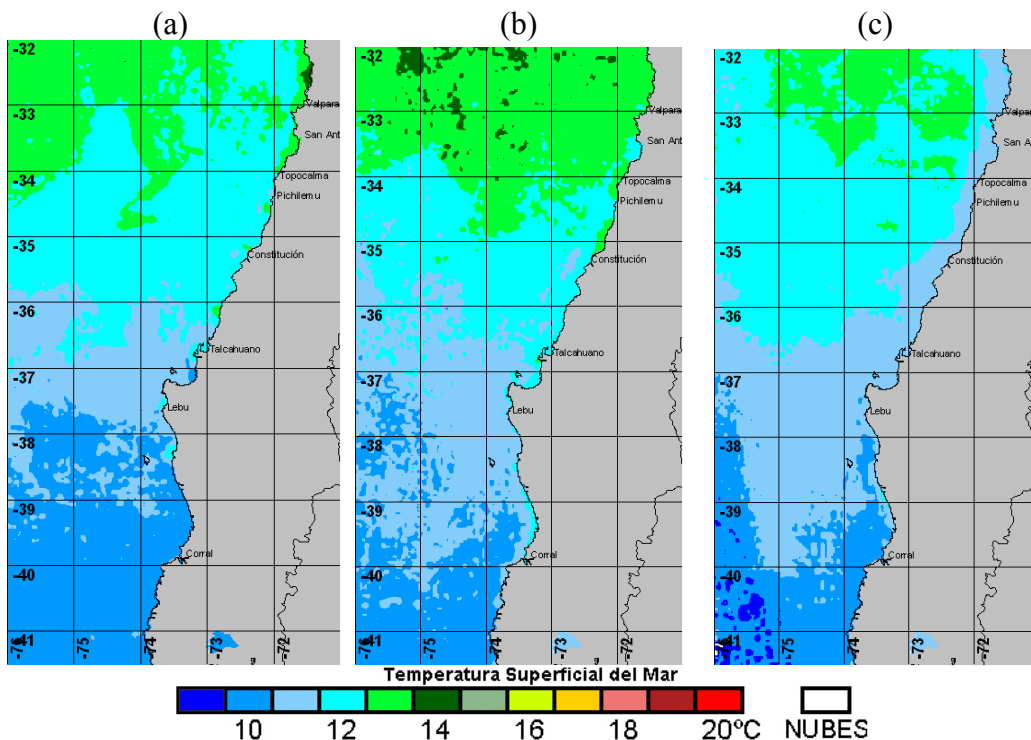 (a) (b) (c)
-32
-33
-34
-35
-36
-37
-38
-39
-40
-41
-76 -75 -74 -73 -72
Valpara
San Ant
Topocalma
Pichilemu
Constitución
Talcahuano
Lebu
Corral
-32
-33
-34
-35
-36
-37
-38
-39
-40
-41
-76 -75 -74 -73 -72
Valpara
San Ant
Topocalma
Pichilemu
Constitución
Talcahuano
Lebu
Corral
-32
-33
-34
-35
-36
-37
-38
-39
-40
-41
-76 -75 -74 -73 -72
Valpara
San A
Topocalma
Pichilemu
Constitución
Talcahuano
Lebu
Corral
Temperatura Superficial del Mar
10 12 14 16 18 20ºC NUBES